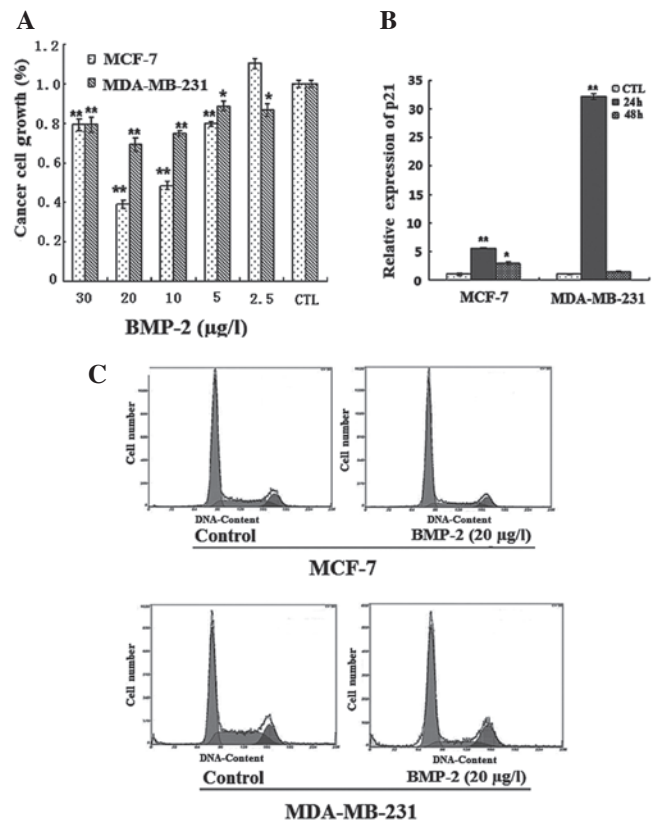 A
Cancer cell growth (%)
1.2
1.0
0.8
0.6
0.4
0.2
0
MCF-7
MDA-MB-231
** **
** **
** **
** *
*
30 20 10 5 2.5 CTL
BMP-2 (µg/l)
B
Relative expression of p21
35
30
25
20
15
10
5
0
CTL
24h
48h
** *
**
MCF-7 MDA-MB-231
C
Cell number
DNA-Content
Control
Cell number
DNA-Content
BMP-2 (20 µg/l)
MCF-7
Cell number
DNA-Content
Control
Cell number
DNA-Content
BMP-2 (20 µg/l)
MDA-MB-231